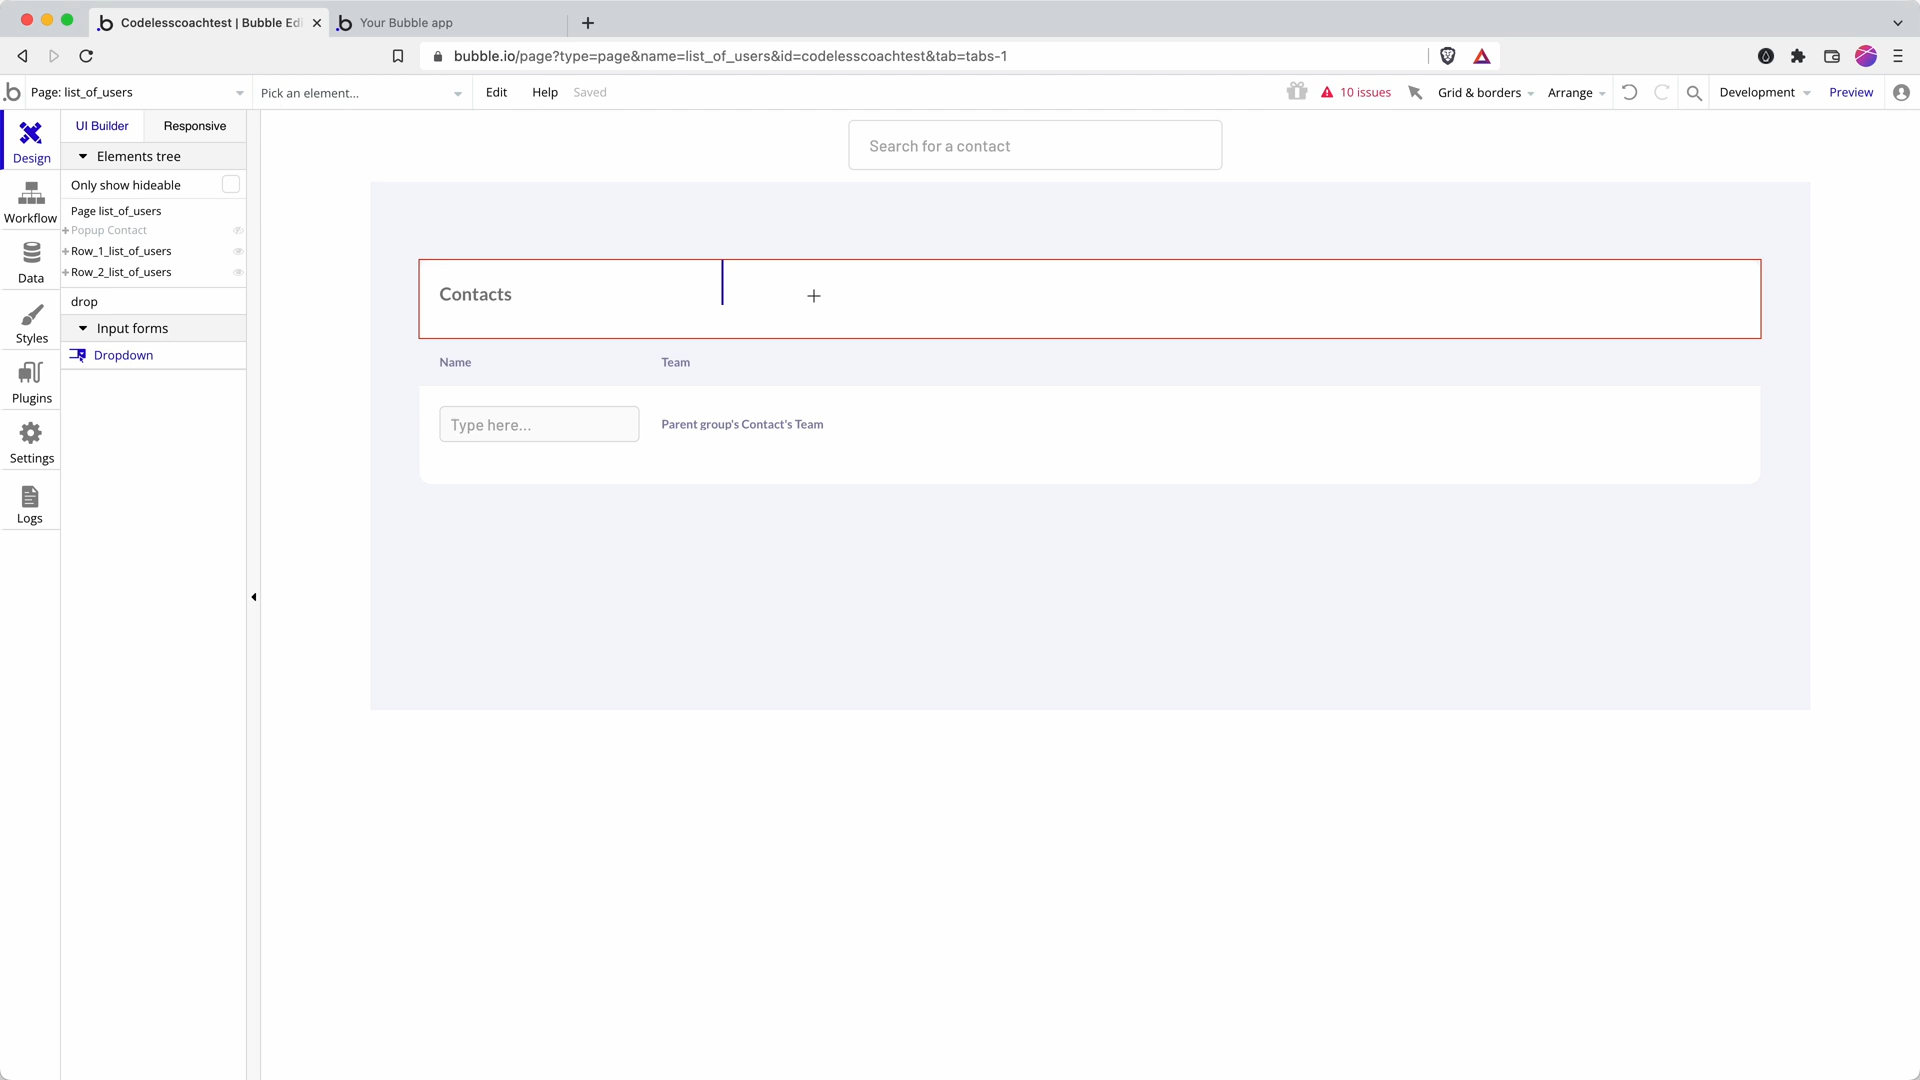 Codelesscoachtest | Bubble Edi
Your Bubble app
bubble.io/page?type=page&name=list_of_users&id=codelesscoachtest&tab=tabs-1
Page: list_of_users
Pick an element...
Edit
Help
Saved
10 issues
Grid & borders
Arrange
Development
Preview
Design
Workflow
Data
Styles
Plugins
Settings
Logs
UI Builder
Responsive
Elements tree
Only show hideable
Page list_of_users
Popup Contact
Row_1_list_of_users
Row_2_list_of_users
drop
Input forms
Dropdown
Search for a contact
Contacts
Name
Team
Type here...
Parent group's Contact's Team